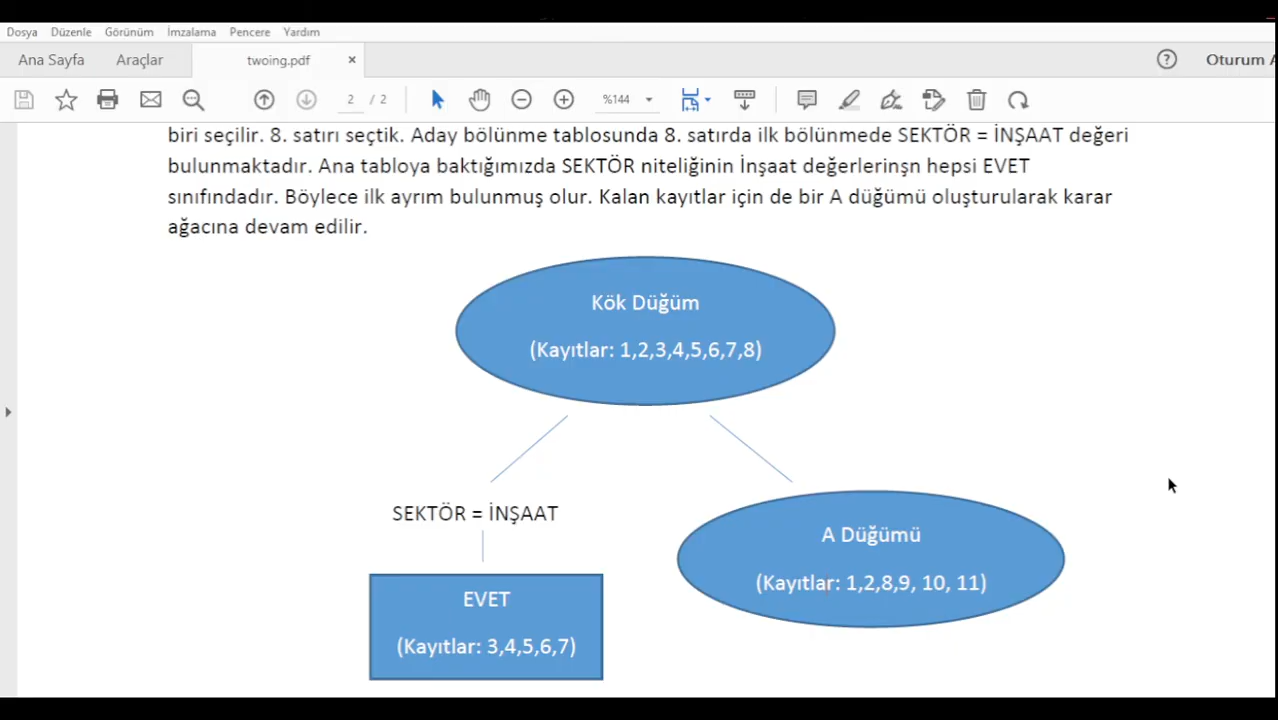 Dosya Düzenle Görünüm İmzalama Pencere Yardım
Ana Sayfa Araçlar twoing.pdf × ? Oturum A
2 / 2 %144
biri seçilir. 8. satırı seçtik. Aday bölünme tablosunda 8. satırda ilk bölünmede SEKTÖR = İNŞAAT değeri
bulunmaktadır. Ana tabloya baktığımızda SEKTÖR niteliğinin İnşaat değerlerinşn hepsi EVET
sınıfındadır. Böylece ilk ayrım bulunmuş olur. Kalan kayıtlar için de bir A düğümü oluşturularak karar
ağacına devam edilir.
Kök Düğüm
(Kayıtlar: 1,2,3,4,5,6,7,8)
SEKTÖR = İNŞAAT
A Düğümü
(Kayıtlar: 1,2,8,9, 10, 11)
EVET
(Kayıtlar: 3,4,5,6,7)